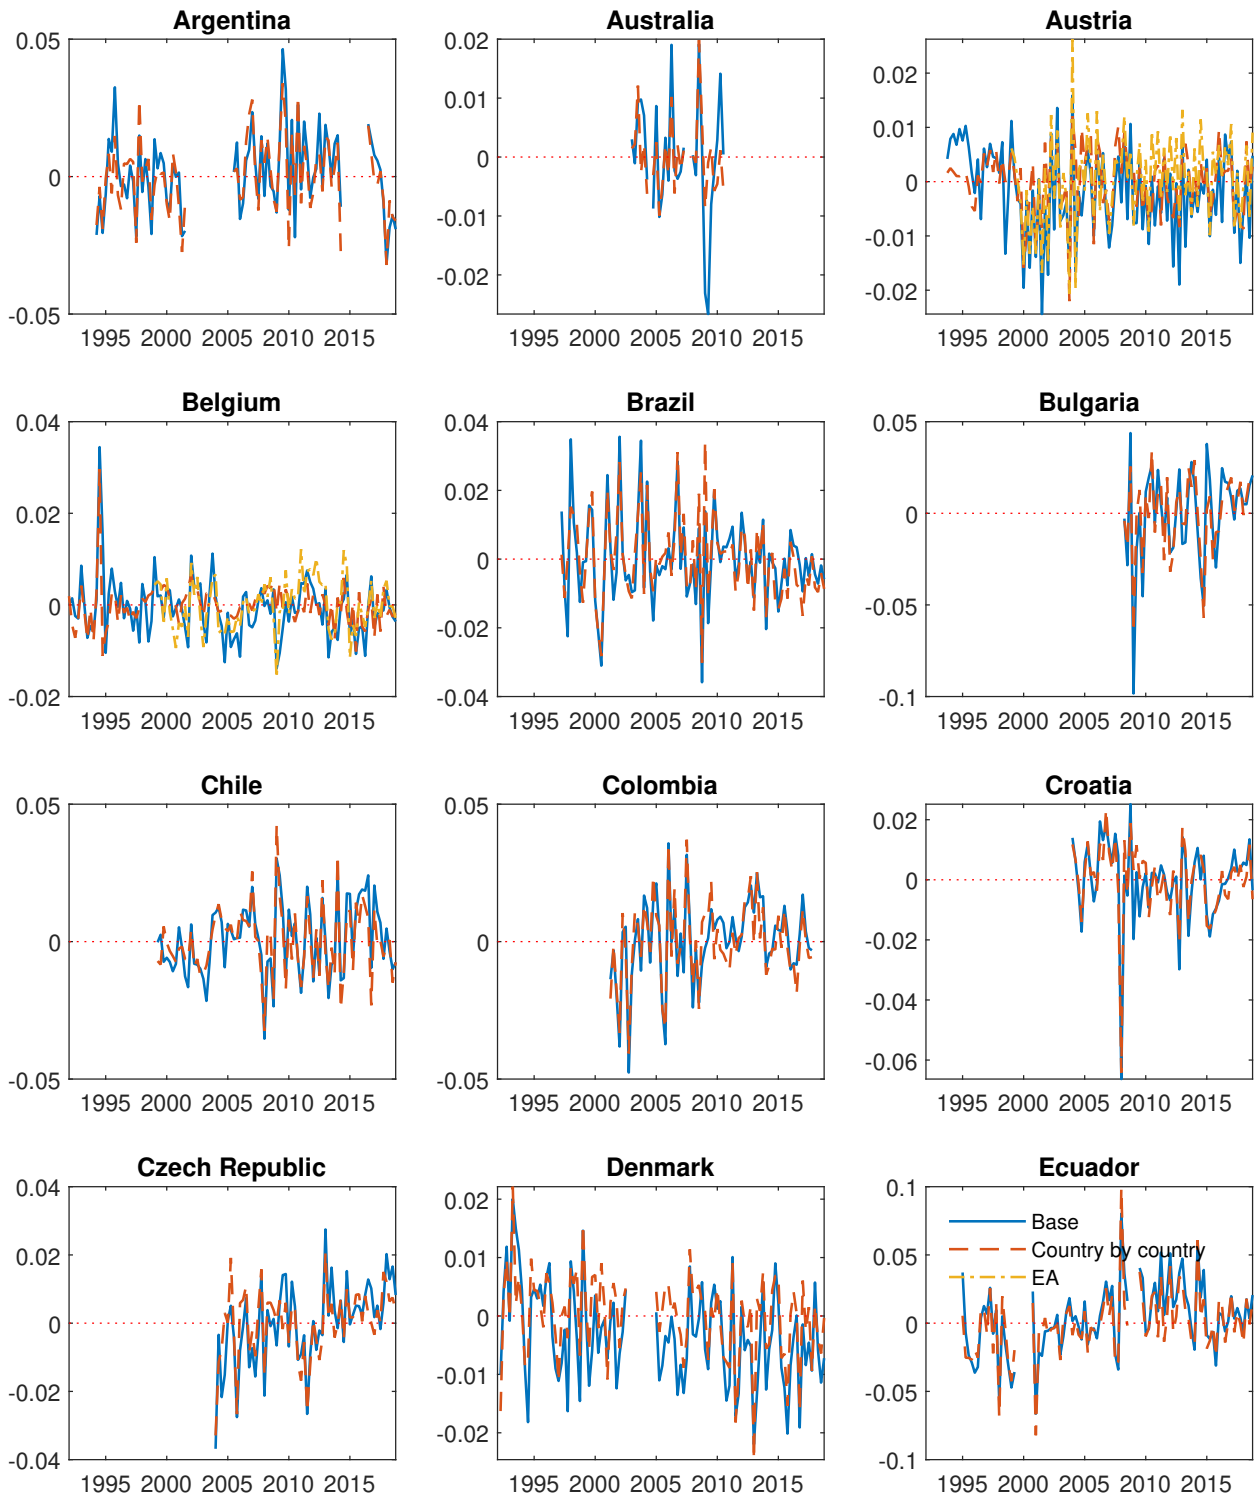 Argentina Australia Austria
0.05 0.02 0.02
0.01 0.01
0 0 0
-0.01 -0.01
-0.05 -0.02 -0.02
1995 2000 2005 2010 2015 1995 2000 2005 2010 2015 1995 2000 2005 2010 2015
Belgium Brazil Bulgaria
0.04 0.04 0.05
0.02 0.02 0
0 0 -0.05
-0.02
-0.02 -0.04 -0.1
1995 2000 2005 2010 2015 1995 2000 2005 2010 2015 1995 2000 2005 2010 2015
Chile Colombia Croatia
0.05 0.05 0.02
0 0 0
-0.02
-0.04
-0.05 -0.05 -0.06
1995 2000 2005 2010 2015 1995 2000 2005 2010 2015 1995 2000 2005 2010 2015
Czech Republic Denmark Ecuador
0.04 0.02 0.1
Base
0.02 0.01 0.05 Country by country
EA
0 0 0
-0.02 -0.01 -0.05
-0.04 -0.02 -0.1
1995 2000 2005 2010 2015 1995 2000 2005 2010 2015 1995 2000 2005 2010 2015